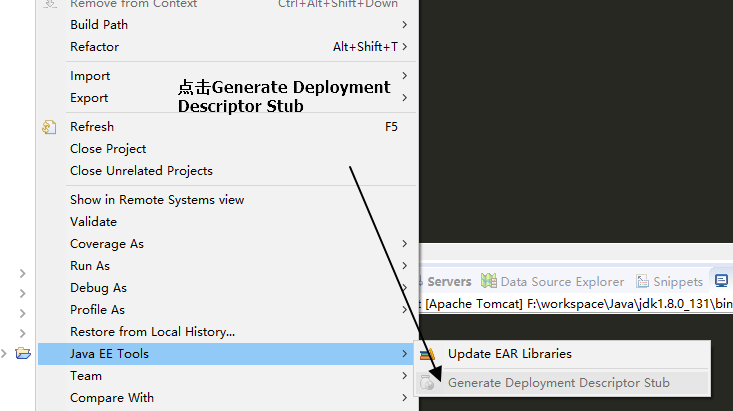 Remove from Context Ctrl+Alt+Shift+Down
Build Path
Refactor Alt+Shift+T
Import
Export
点击Generate Deployment
Descriptor Stub
Refresh F5
Close Project
Close Unrelated Projects
Show in Remote Systems view
Validate
Coverage As
Run As
Debug As
Profile As
Restore from Local History...
Java EE Tools
Team
Compare With
Servers Data Source Explorer Snippets
[Apache Tomcat] F:\workspace\Java\jdk1.8.0_131\bin
Update EAR Libraries
Generate Deployment Descriptor Stub